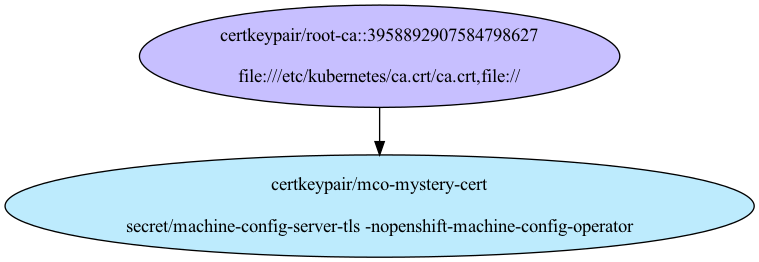 certkeypair/root-ca::3958892907584798627
file:///etc/kubernetes/ca.crt/ca.crt,file://
certkeypair/mco-mystery-cert
secret/machine-config-server-tls -nopenshift-machine-config-operator